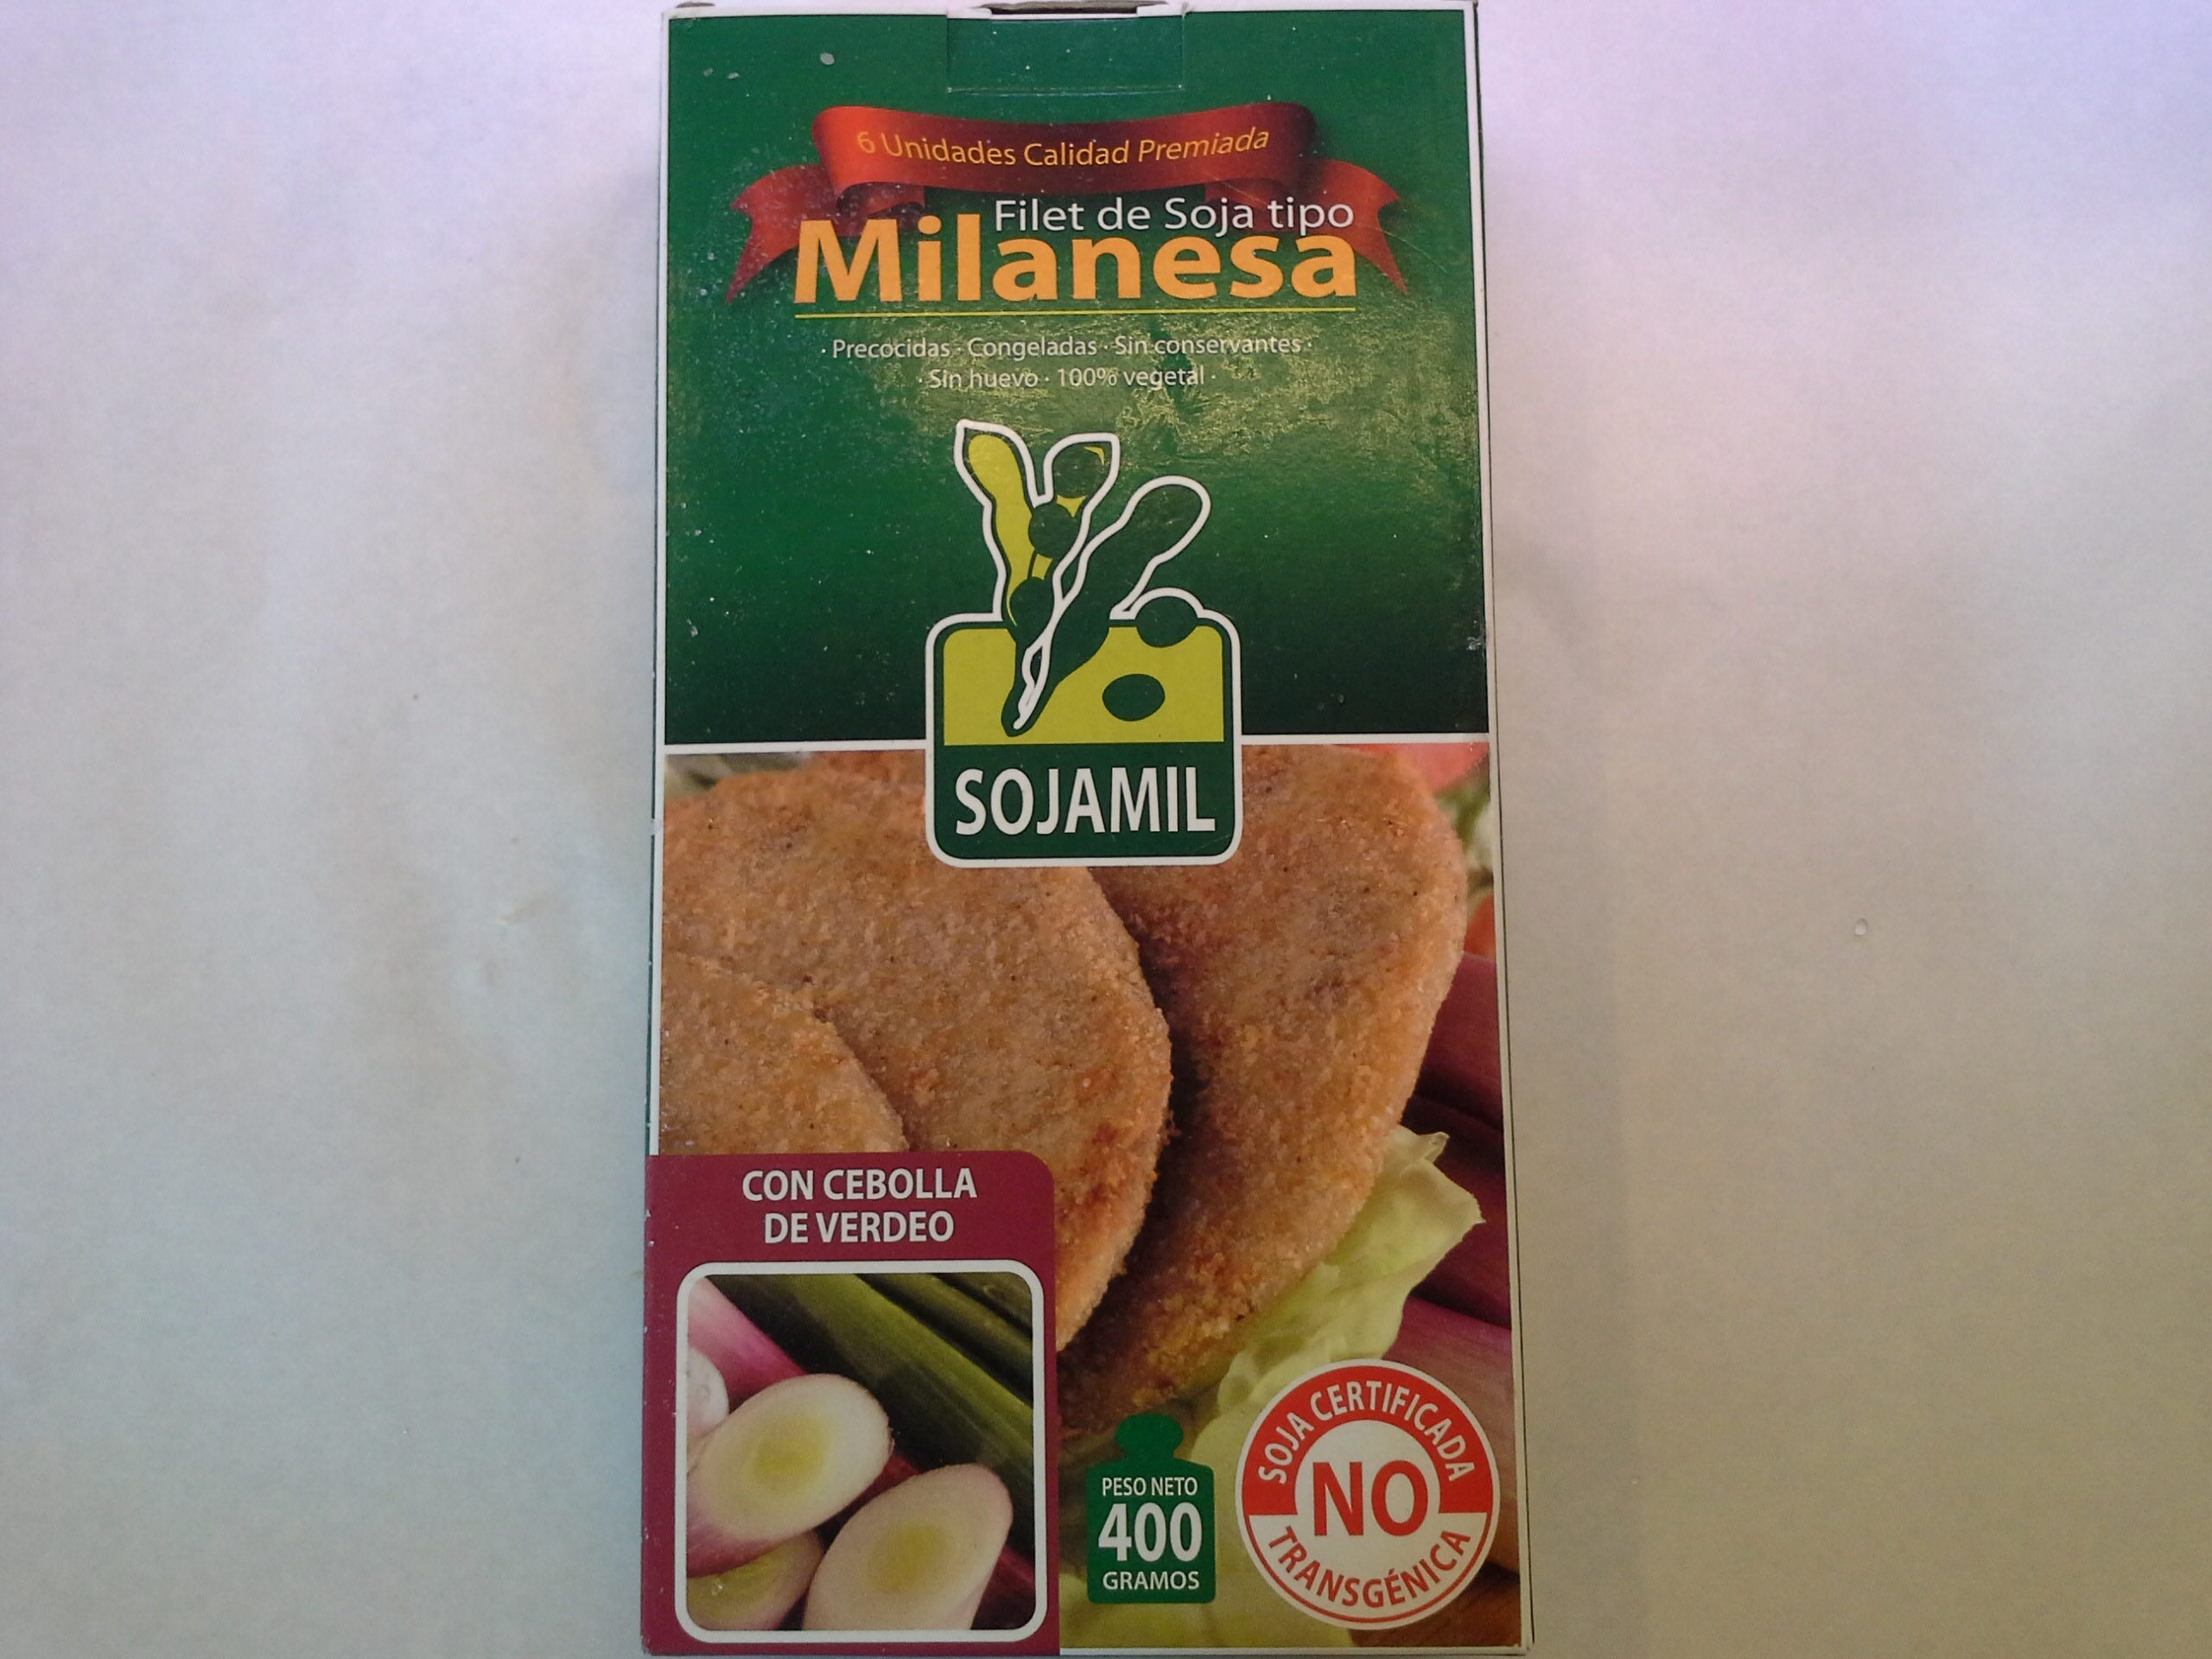 6 Unidades Calidad Premiada
Filet de Soja tipo
Milanesa
· Precocidas · Congeladas · Sin conservantes ·
· Sin huevo · 100% vegetal ·
SOJAMIL
CON CEBOLLA
DE VERDEO
PESO NETO
400
GRAMOS
SOJA CERTIFICADA
NO
TRANSGÉNICA